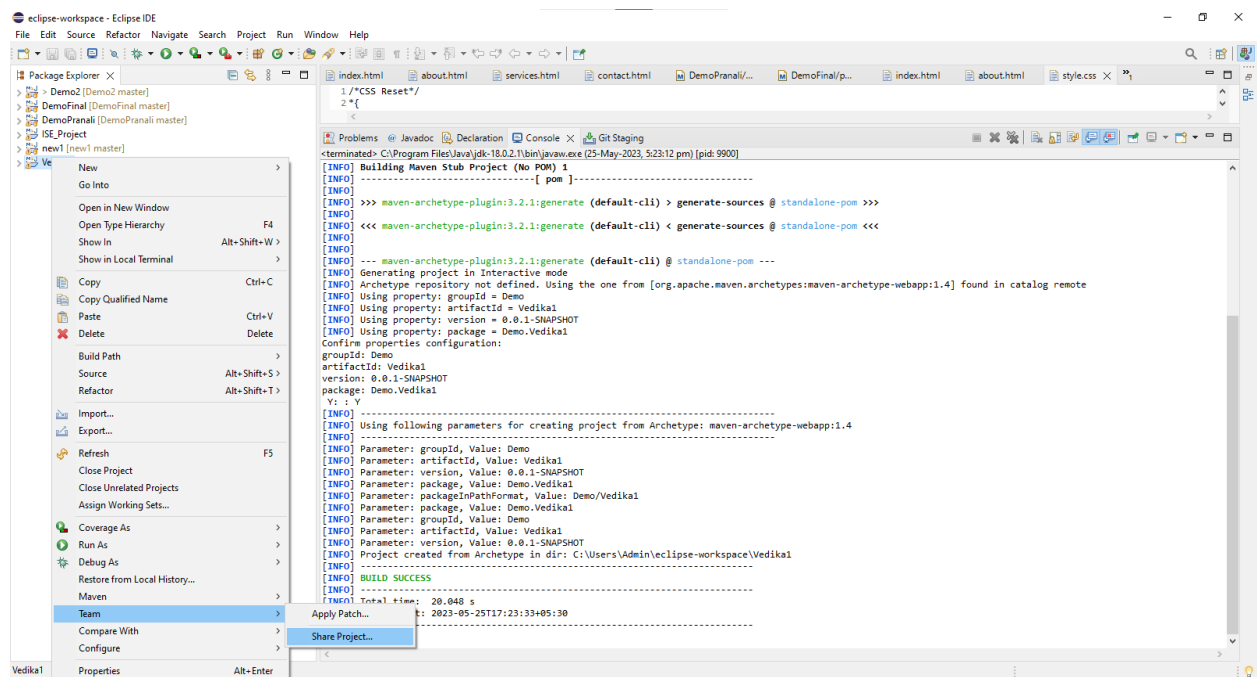 eclipse-workspace - Eclipse IDE
File Edit Source Refactor Navigate Search Project Run Window Help
Package Explorer
index.html about.html services.html contact.html DemoPranali/... DemoFinal/p... index.html about.html style.css 1
> Demo2 [Demo2 master]
DemoFinal [DemoFinal master]
DemoPranali [DemoPranali master]
ISE_Project
new1 [new1 master]
Ve
1 /*CSS Reset*/
2 *{
New
Go Into
Open in New Window
Open Type Hierarchy F4
Show In Alt+Shift+W >
Show in Local Terminal
Copy Ctrl+C
Copy Qualified Name
Paste Ctrl+V
Delete Delete
Build Path
Source Alt+Shift+S >
Refactor Alt+Shift+T >
Import...
Export...
Refresh F5
Close Project
Close Unrelated Projects
Assign Working Sets...
Coverage As
Run As
Debug As
Restore from Local History...
Maven
Team
Compare With
Configure
Properties Alt+Enter
Apply Patch...
Share Project...
Problems @ Javadoc Declaration Console Git Staging
<terminated> C:\Program Files\Java\jdk-18.0.2.1\bin\javaw.exe (25-May-2023, 5:23:12 pm) [pid: 9900]
[INFO] Building Maven Stub Project (No POM) 1
[INFO] --------------------------------[ pom ]---------------------------------
[INFO]
[INFO] >>> maven-archetype-plugin:3.2.1:generate (default-cli) > generate-sources @ standalone-pom >>>
[INFO]
[INFO] <<< maven-archetype-plugin:3.2.1:generate (default-cli) < generate-sources @ standalone-pom <<<
[INFO]
[INFO]
[INFO] --- maven-archetype-plugin:3.2.1:generate (default-cli) @ standalone-pom ---
[INFO] Generating project in Interactive mode
[INFO] Archetype repository not defined. Using the one from [org.apache.maven.archetypes:maven-archetype-webapp:1.4] found in catalog remote
[INFO] Using property: groupId = Demo
[INFO] Using property: artifactId = Vedika1
[INFO] Using property: version = 0.0.1-SNAPSHOT
[INFO] Using property: package = Demo.Vedika1
Confirm properties configuration:
groupId: Demo
artifactId: Vedika1
version: 0.0.1-SNAPSHOT
package: Demo.Vedika1
Y: : Y
[INFO] ----------------------------------------------------------------------------
[INFO] Using following parameters for creating project from Archetype: maven-archetype-webapp:1.4
[INFO] ----------------------------------------------------------------------------
[INFO] Parameter: groupId, Value: Demo
[INFO] Parameter: artifactId, Value: Vedika1
[INFO] Parameter: version, Value: 0.0.1-SNAPSHOT
[INFO] Parameter: package, Value: Demo.Vedika1
[INFO] Parameter: packageInPathFormat, Value: Demo/Vedika1
[INFO] Parameter: package, Value: Demo.Vedika1
[INFO] Parameter: groupId, Value: Demo
[INFO] Parameter: artifactId, Value: Vedika1
[INFO] Parameter: version, Value: 0.0.1-SNAPSHOT
[INFO] Project created from Archetype in dir: C:\Users\Admin\eclipse-workspace\Vedika1
[INFO] ------------------------------------------------------------------------
[INFO] BUILD SUCCESS
[INFO] ------------------------------------------------------------------------
[INFO] Total time: 20.048 s
t: 2023-05-25T17:23:33+05:30
------------------------------------------------------------------------
Vedika1